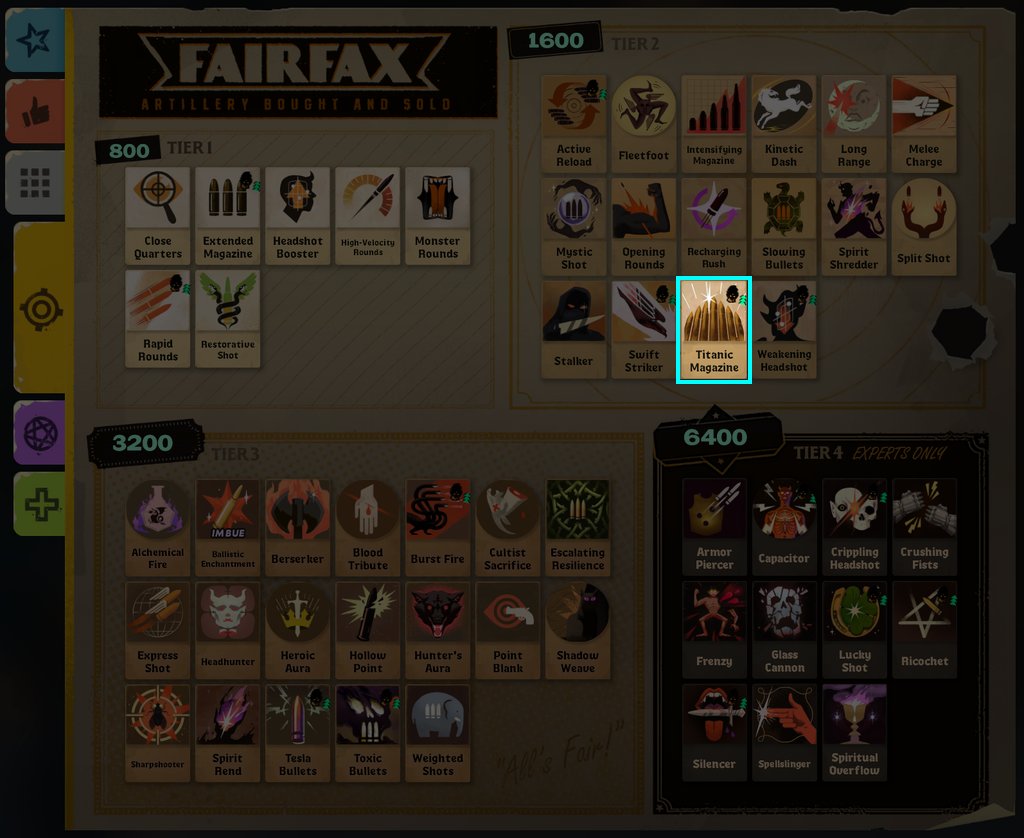 FAIRFAX
ARTILLERY BOUGHT AND SOLD
800 TIER 1
Close Quarters
Extended Magazine
Headshot Booster
High-Velocity Rounds
Monster Rounds
Rapid Rounds
Restorative Shot
1600 TIER 2
Active Reload
Fleetfoot
Intensifying Magazine
Kinetic Dash
Long Range
Melee Charge
Mystic Shot
Opening Rounds
Recharging Rush
Slowing Bullets
Spirit Shredder
Split Shot
Stalker
Swift Striker
Titanic Magazine
Weakening Headshot
3200 TIER 3
Alchemical Fire
IMBUE
Ballistic Enchantment
Berserker
Blood Tribute
Burst Fire
Cultist Sacrifice
Escalating Resilience
Express Shot
Headhunter
Heroic Aura
Hollow Point
Hunter's Aura
Point Blank
Shadow Weave
Sharpshooter
Spirit Rend
Tesla Bullets
Toxic Bullets
Weighted Shots
"All's Fair!"
6400 TIER 4 EXPERTS ONLY
Armor Piercer
Capacitor
Crippling Headshot
Crushing Fists
Frenzy
Glass Cannon
Lucky Shot
Ricochet
Silencer
Spellslinger
Spiritual Overflow